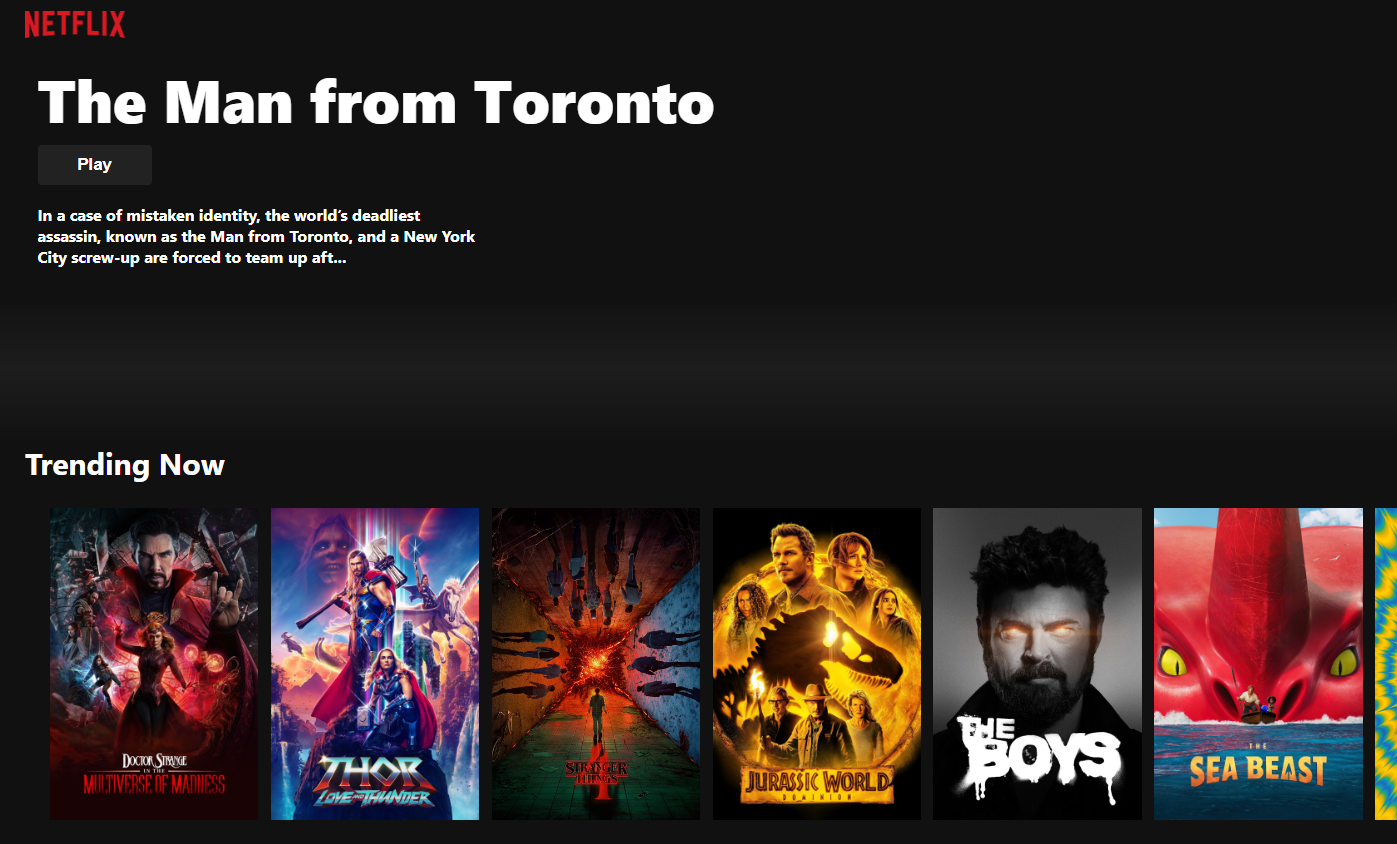 NETFLIX
The Man from Toronto
Play
In a case of mistaken identity, the world's deadliest
assassin, known as the Man from Toronto, and a New York
City screw-up are forced to team up aft...
Trending Now
DOCTOR STRANGE
IN THE
MULTIVERSE OF MADNESS
THOR
LOVE AND THUNDER
STRANGER
THINGS
4
JURASSIC WORLD
DOMINION
THE
BOYS
THE
SEA BEAST